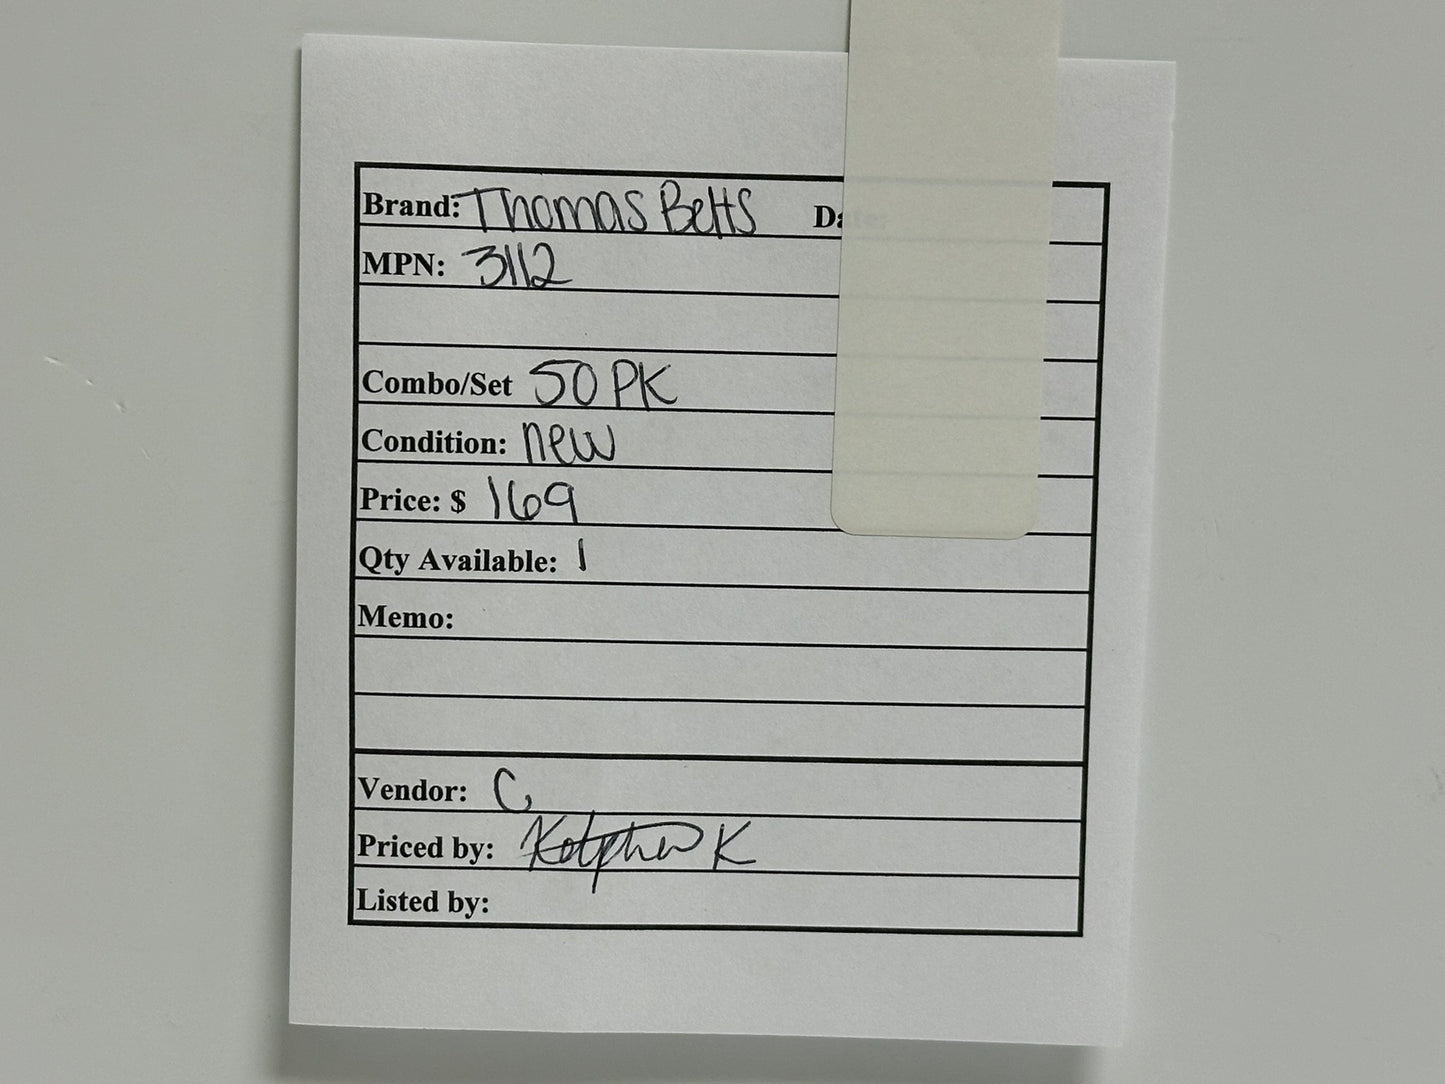 Brand: Thomas Betts Date:
MPN: 3112
Combo/Set 50 PK
Condition: new
Price: $ 169
Qty Available: 1
Memo:
Vendor: C
Priced by: K
Listed by: